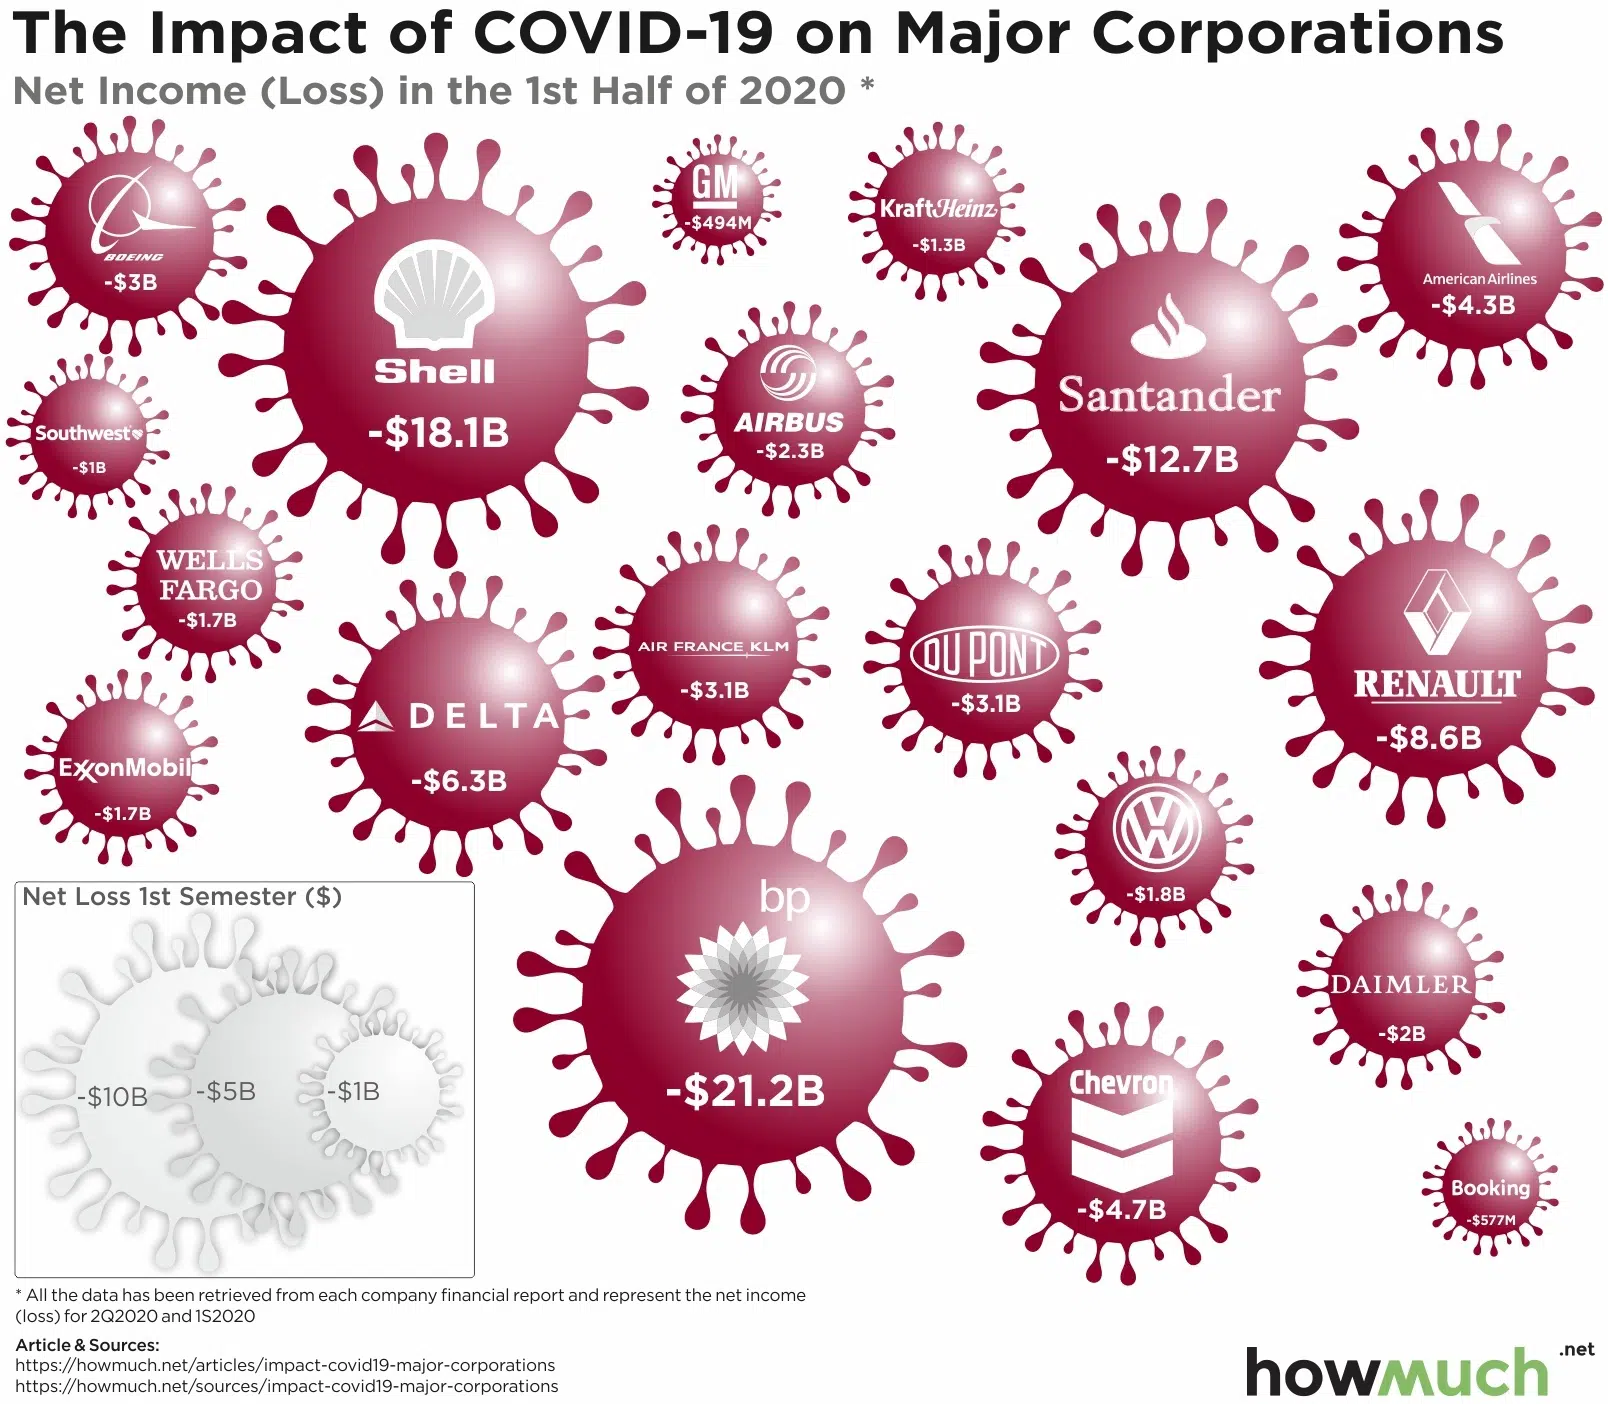 The Impact of COVID-19 on Major Corporations
Net Income (Loss) in the 1st Half of 2020 *
BOEING
-$3B
Shell
-$18.1B
GM
-$494M
KraftHeinz
-$1.3B
Santander
-$12.7B
American Airlines
-$4.3B
Southwest
-$1B
AIRBUS
-$2.3B
WELLS
FARGO
-$1.7B
DELTA
-$6.3B
AIR FRANCE KLM
-$3.1B
DU PONT
-$3.1B
RENAULT
-$8.6B
ExxonMobil
-$1.7B
bp
-$21.2B
VW
-$1.8B
DAIMLER
-$2B
Chevron
-$4.7B
Booking
-$577M
Net Loss 1st Semester ($)
-$10B
-$5B
-$1B
* All the data has been retrieved from each company financial report and represent the net income
(loss) for 2Q2020 and 1S2020
Article & Sources:
https://howmuch.net/articles/impact-covid19-major-corporations
https://howmuch.net/sources/impact-covid19-major-corporations
howmuch.net